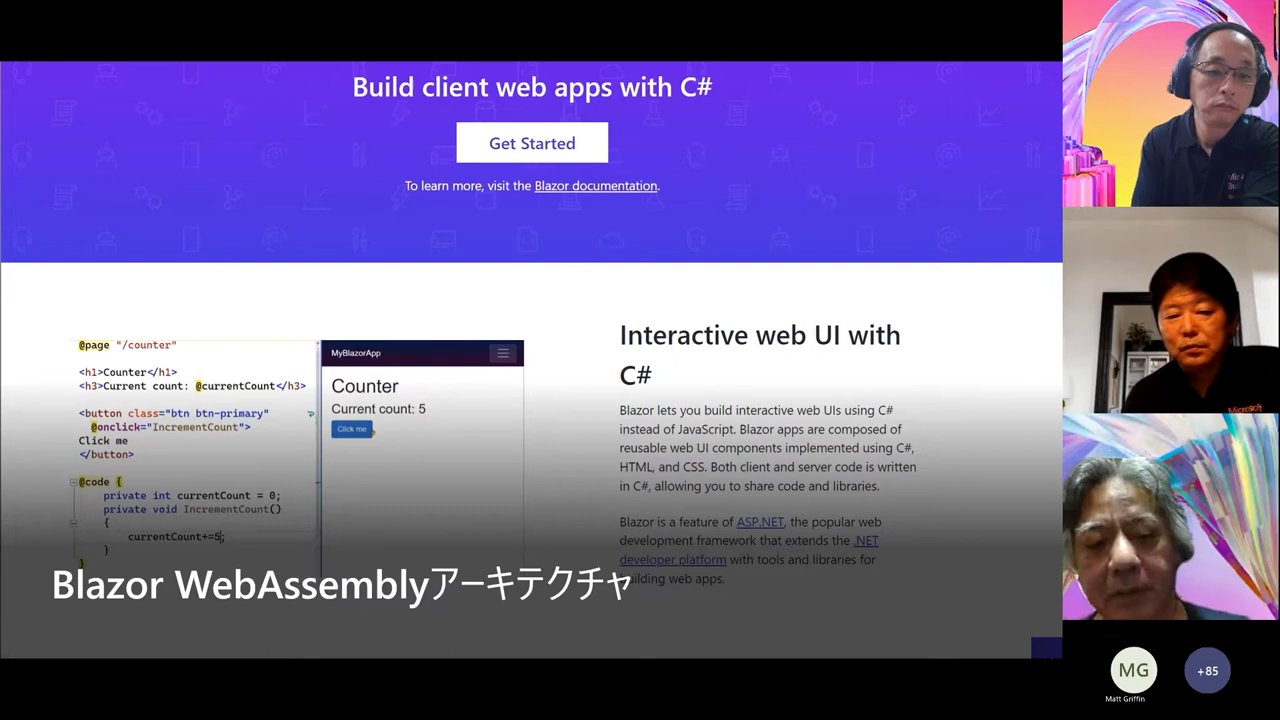 Build client web apps with C#
Get Started
To learn more, visit the Blazor documentation.
@page "/counter"
<h1>Counter</h1>
<h3>Current count: @currentCount</h3>
<button class="btn btn-primary"
@onclick="IncrementCount">
Click me
</button>
@code {
private int currentCount = 0;
private void IncrementCount()
{
currentCount+=5;
}
}
MyBlazorApp
Counter
Current count: 5
Click me
Interactive web UI with
C#
Blazor lets you build interactive web UIs using C#
instead of JavaScript. Blazor apps are composed of
reusable web UI components implemented using C#,
HTML, and CSS. Both client and server code is written
in C#, allowing you to share code and libraries.
Blazor is a feature of ASP.NET, the popular web
development framework that extends the .NET
developer platform with tools and libraries for
building web apps.
Blazor WebAssemblyアーキテクチャ
Microsoft
MG
Matt Griffin
+85